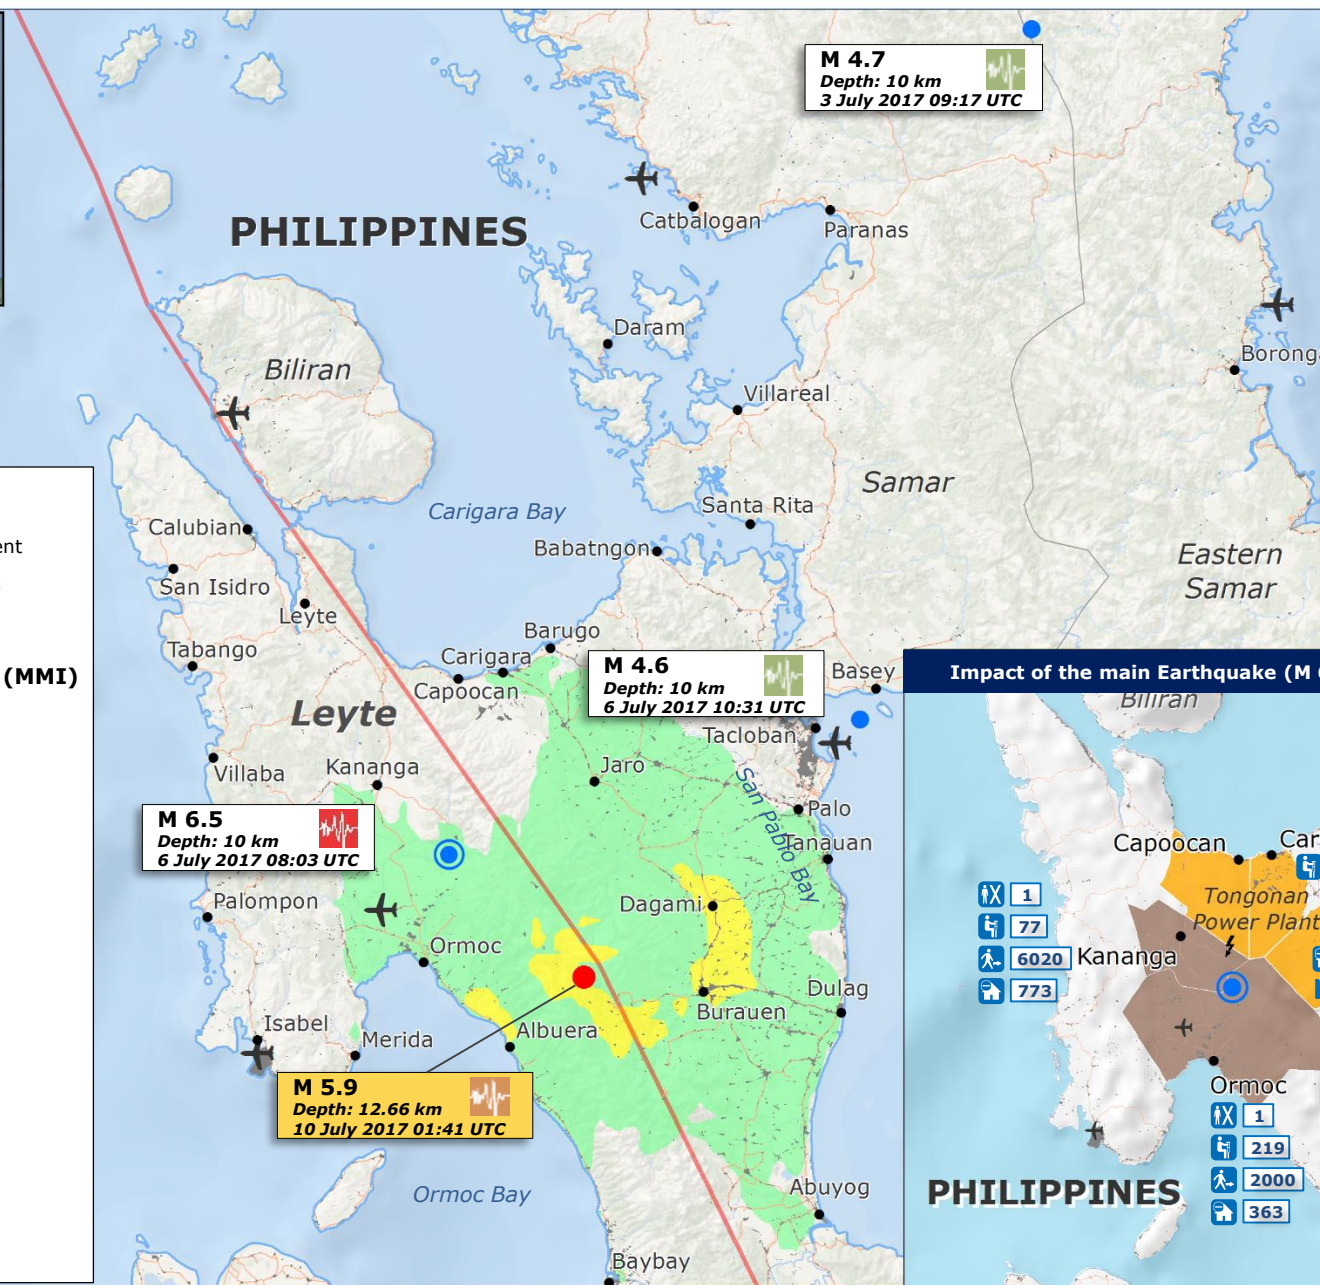 M 4.7
Depth: 10 km
3 July 2017 09:17 UTC
Catbalogan
Paranas
PHILIPPINES
Daram
Biliran
Villareal
Samar
Carigara Bay
Santa Rita
Calubian
Babatngon
Eastern
Samar
San Isidro
Leyte
Barugo
Tabango
Carigara
Capoocan
(MMI)
M 4.6
Depth: 10 km
6 July 2017 10:31 UTC
Basey
Leyte
Tacloban
Villaba
Kananga
Jaro
San Pablo Bay
Palo
Tanauan
M 6.5
Depth: 10 km
6 July 2017 08:03 UTC
Palompon
Dagami
Ormoc
Dulag
Burauen
Isabel
Merida
Albuera
M 5.9
Depth: 12.66 km
10 July 2017 01:41 UTC
Ormoc Bay
Abuyog
Baybay
Impact of the main Earthquake (M
Biliran
Capoocan
Tongonan
Power Plant
1
77
6020
773
Kananga
Ormoc
1
219
2000
363
PHILIPPINES